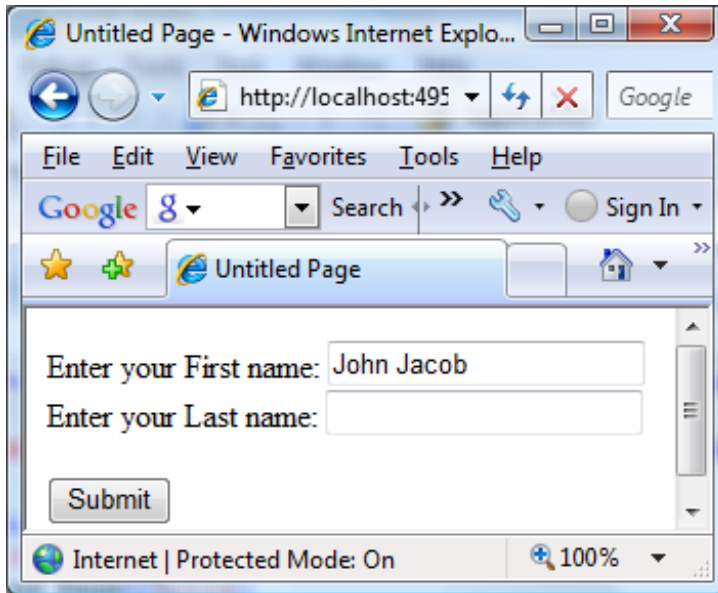 Untitled Page - Windows Internet Explo...
http://localhost:495
Google
File Edit View Favorites Tools Help
Google g Search » Sign In
Untitled Page »
Enter your First name: John Jacob
Enter your Last name:
Submit
Internet | Protected Mode: On 100%